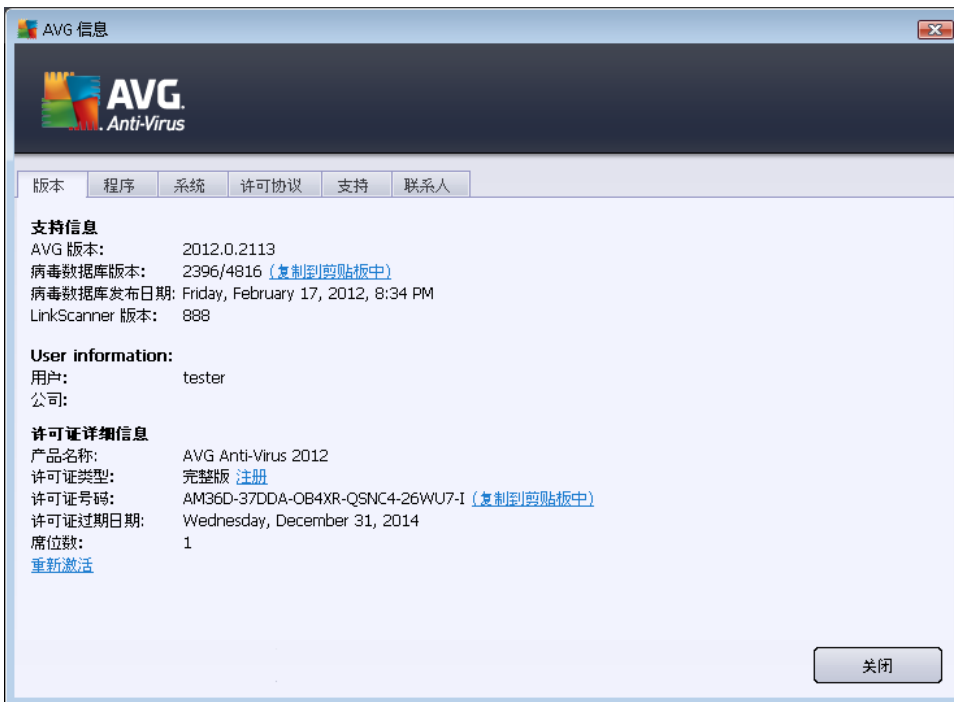 AVG 信息
AVG.
Anti-Virus
版本 程序 系统 许可协议 支持 联系人
支持信息
AVG 版本: 2012.0.2113
病毒数据库版本: 2396/4816 (复制到剪贴板中)
病毒数据库发布日期: Friday, February 17, 2012, 8:34 PM
LinkScanner 版本: 888
User information:
用户: tester
公司:
许可证详细信息
产品名称: AVG Anti-Virus 2012
许可证类型: 完整版 注册
许可证号码: AM36D-37DDA-OB4XR-QSNC4-26WU7-I (复制到剪贴板中)
许可证过期日期: Wednesday, December 31, 2014
席位数: 1
重新激活
关闭